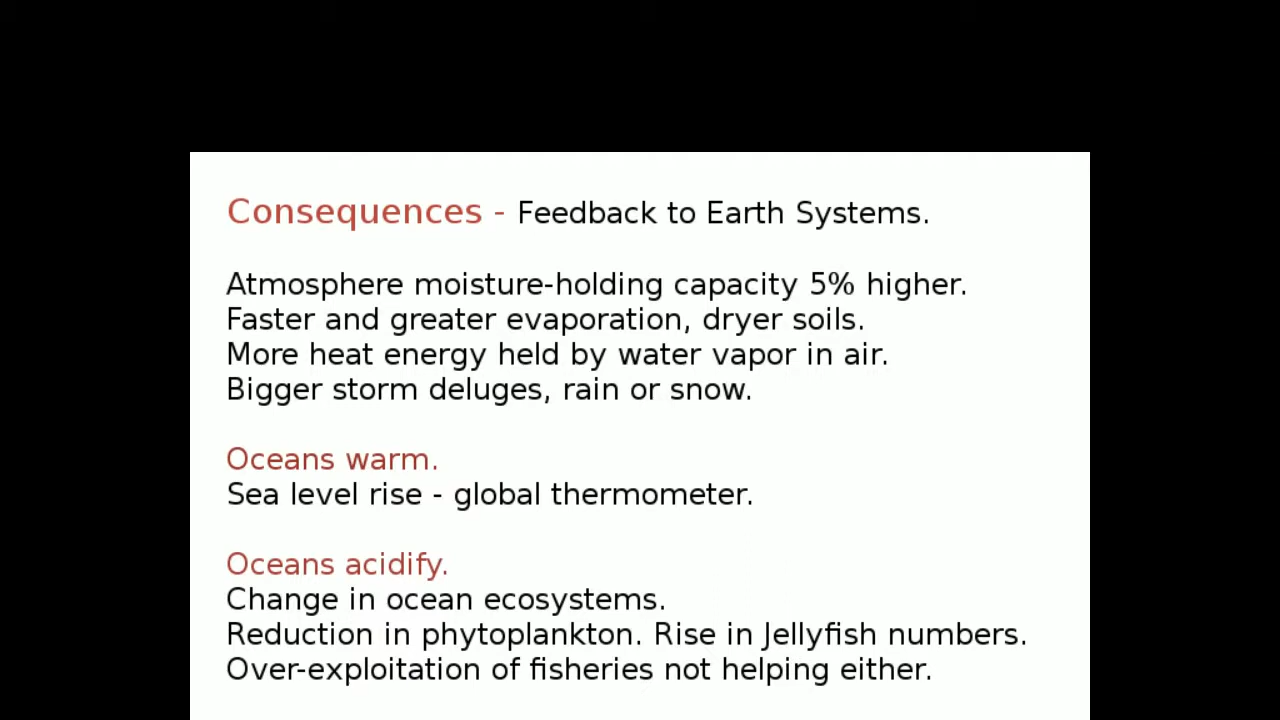 Consequences - Feedback to Earth Systems.
Atmosphere moisture-holding capacity 5% higher.
Faster and greater evaporation, dryer soils.
More heat energy held by water vapor in air.
Bigger storm deluges, rain or snow.
Oceans warm.
Sea level rise - global thermometer.
Oceans acidify.
Change in ocean ecosystems.
Reduction in phytoplankton. Rise in Jellyfish numbers.
Over-exploitation of fisheries not helping either.